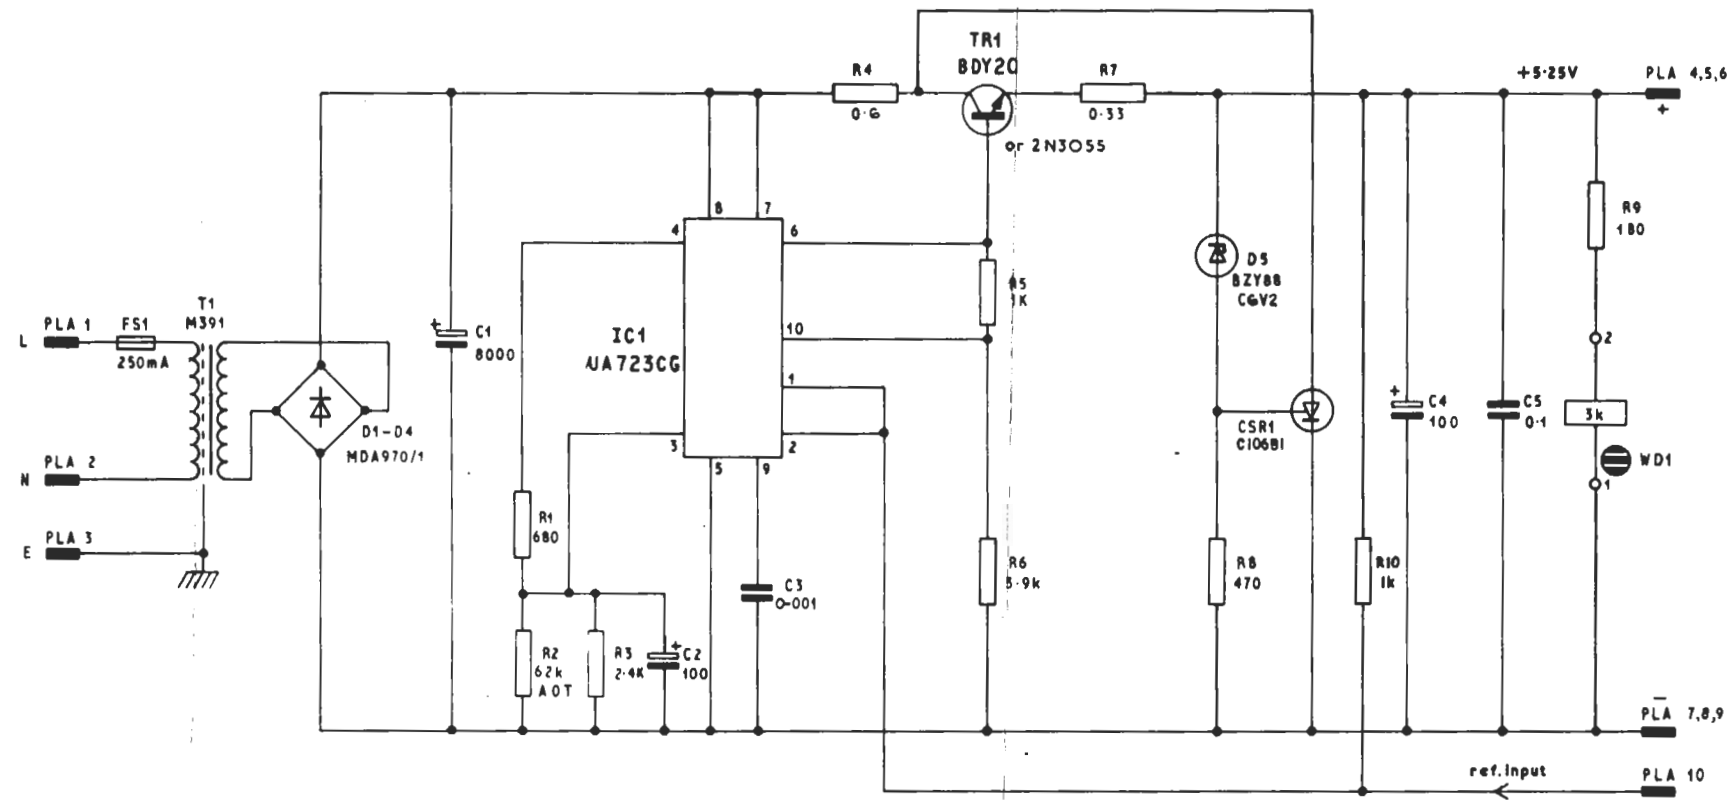 TR1
BDY20
or 2N3055
R4
0·6
R7
0·33
+5·25V
PLA 4,5,6
+
8
7
4
6
10
1
3
2
5
9
IC1
UA723CG
R5
1K
D5
BZY88
C6V2
R9
180
2
3k
WD1
1
L
PLA 1
FS1
250mA
T1
M391
N
PLA 2
E
PLA 3
D1-D4
MDA970/1
+
C1
8000
CSR1
C106B1
+
C4
100
C5
0·1
R1
680
R2
62k
AOT
R3
2·4K
+
C2
100
C3
0-001
R6
3.9k
R8
470
R10
1k
–
PLA 7,8,9
ref. Input
PLA 10